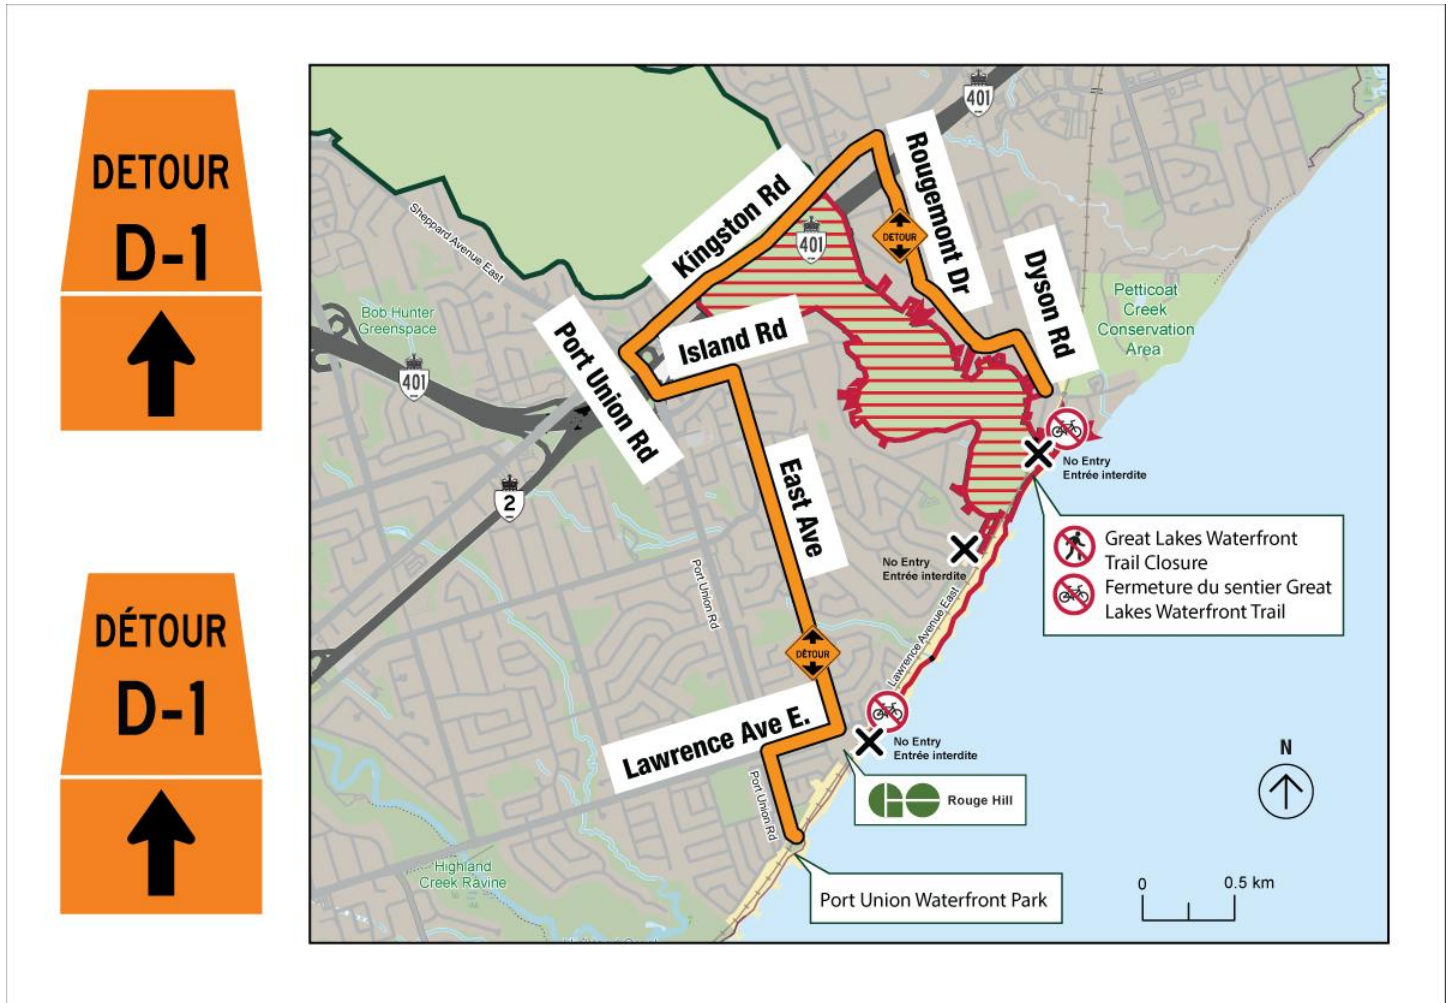 DETOUR
D-1
DÉTOUR
D-1
401
Rougemont Dr
Kingston Rd
401
DETOUR
Sheppard Avenue East
Dyson Rd
Petticoat
Creek
Conservation
Area
Bob Hunter
Greenspace
Port Union Rd
Island Rd
401
2
East Ave
No Entry
Entrée interdite
No Entry
Entrée interdite
Great Lakes Waterfront
Trail Closure
Fermeture du sentier Great
Lakes Waterfront Trail
Port Union Rd
Lawrence Avenue East
DÉTOUR
Lawrence Ave E.
No Entry
Entrée interdite
N
Port Union Rd
GO Rouge Hill
Highland
Creek Ravine
Port Union Waterfront Park
0 0.5 km